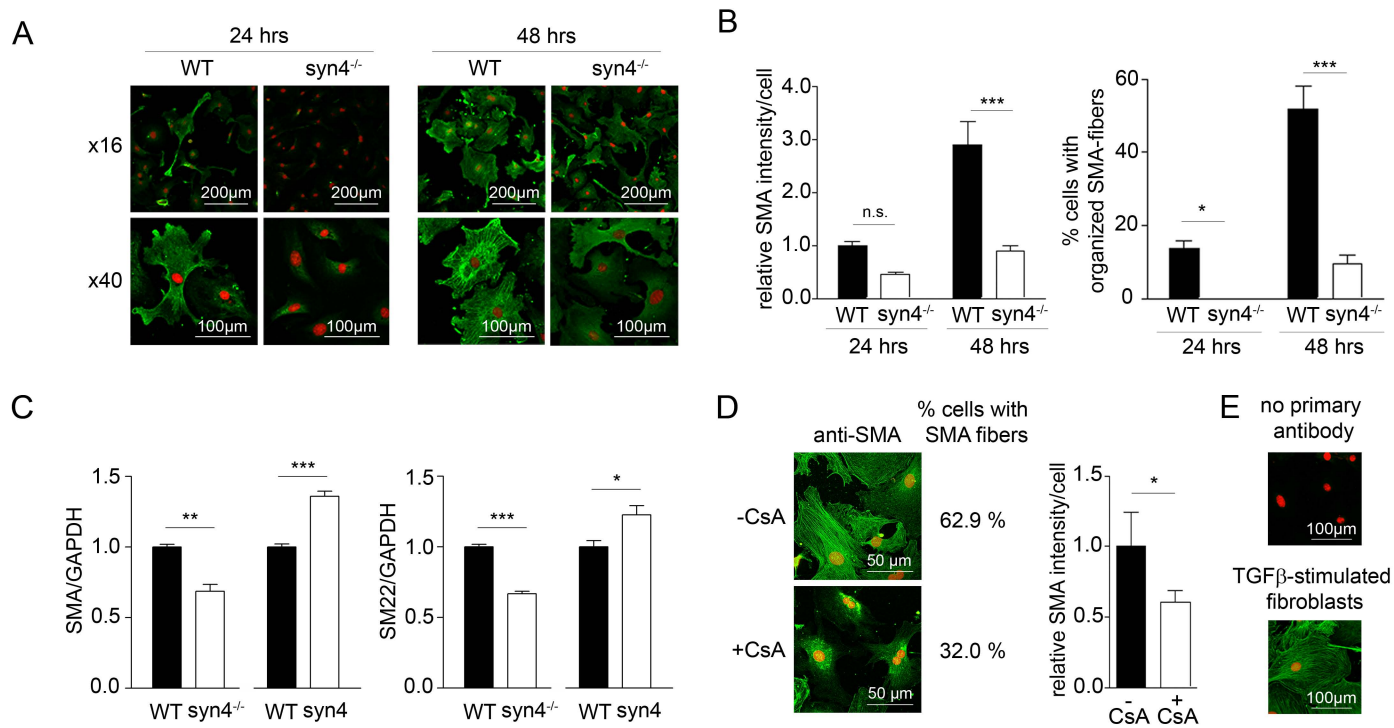 A
24 hrs
48 hrs
WT
syn4-/-
WT
syn4-/-
x16
200µm
200µm
200µm
200µm
x40
100µm
100µm
100µm
100µm
B
relative SMA intensity/cell
4.0
3.0
2.0
1.0
0.0
n.s.
***
WT syn4-/-
WT syn4-/-
24 hrs
48 hrs
% cells with
organized SMA-fibers
60
40
20
0
*
***
WT syn4-/-
WT syn4-/-
24 hrs
48 hrs
C
SMA/GAPDH
1.5
1.0
0.5
0.0
**
***
WT syn4-/-
WT syn4
SM22/GAPDH
1.5
1.0
0.5
0.0
***
*
WT syn4-/-
WT syn4
D
anti-SMA
% cells with
SMA fibers
-CsA
50 µm
62.9 %
+CsA
50 µm
32.0 %
relative SMA intensity/cell
1.5
1.0
0.5
0.0
*
- +
CsA CsA
E
no primary
antibody
100µm
TGFβ-stimulated
fibroblasts
100µm